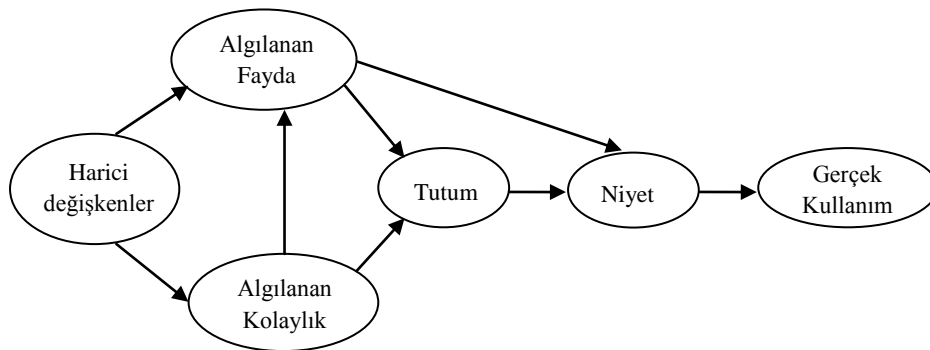 Algılanan
Fayda
Harici
değişkenler
Tutum
Niyet
Gerçek
Kullanım
Algılanan
Kolaylık